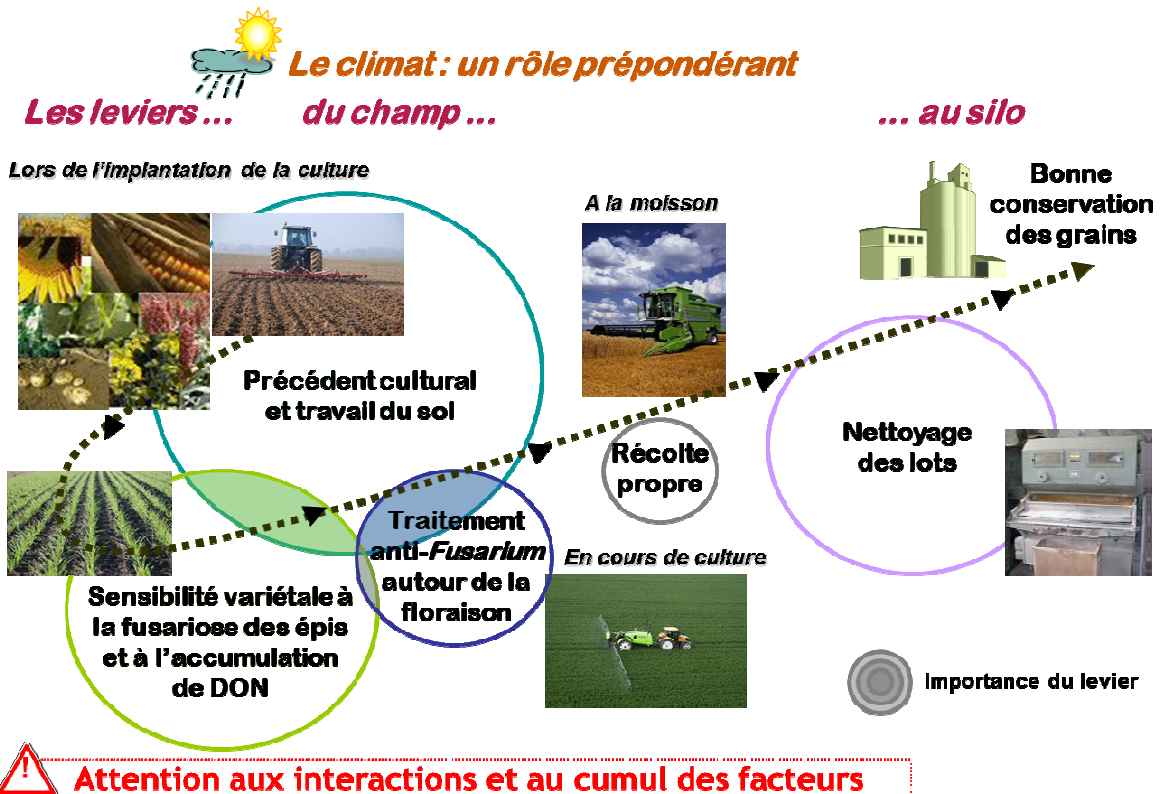 Le climat : un rôle prépondérant
Les leviers ... du champ ... ... au silo
Lors de l'implantation de la culture
A la moisson
Bonne
conservation
des grains
Précédent cultural
et travail du sol
Récolte
propre
Nettoyage
des lots
Traitement
anti-Fusarium
autour de la
floraison
En cours de culture
Sensibilité variétale à
la fusariose des épis
et à l'accumulation
de DON
Importance du levier
! Attention aux interactions et au cumul des facteurs